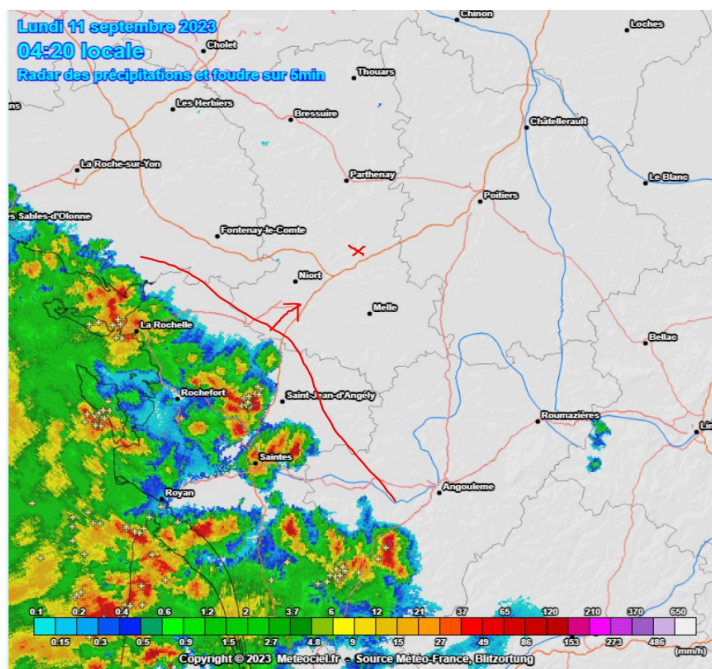 Lundi 11 septembre 2023
04:20 locale
Radar des précipitations et foudre sur 5min
Chinon
Loches
Cholet
Thouars
Les Herbiers
Bressuire
Châtellerault
La Roche-sur-Yon
Parthenay
Le Blanc
Poitiers
es Sables-d'Olonne
Fontenay-le-Comte
Niort
Melle
La Rochelle
Bellac
Rochefort
Saint-Jean-d'Angély
Roumazières
Lin
Saintes
Royan
Angouleme
0.1 0.2 0.4 0.6 1.2 2 3.7 6 12 21 37 65 120 210 370 650
0.15 0.3 0.5 0.9 1.5 2.7 4.8 9 15 27 49 86 153 273 486 (mm/h)
Copyright © 2023 Meteociel.fr - Source Meteo-France, Blitzortung